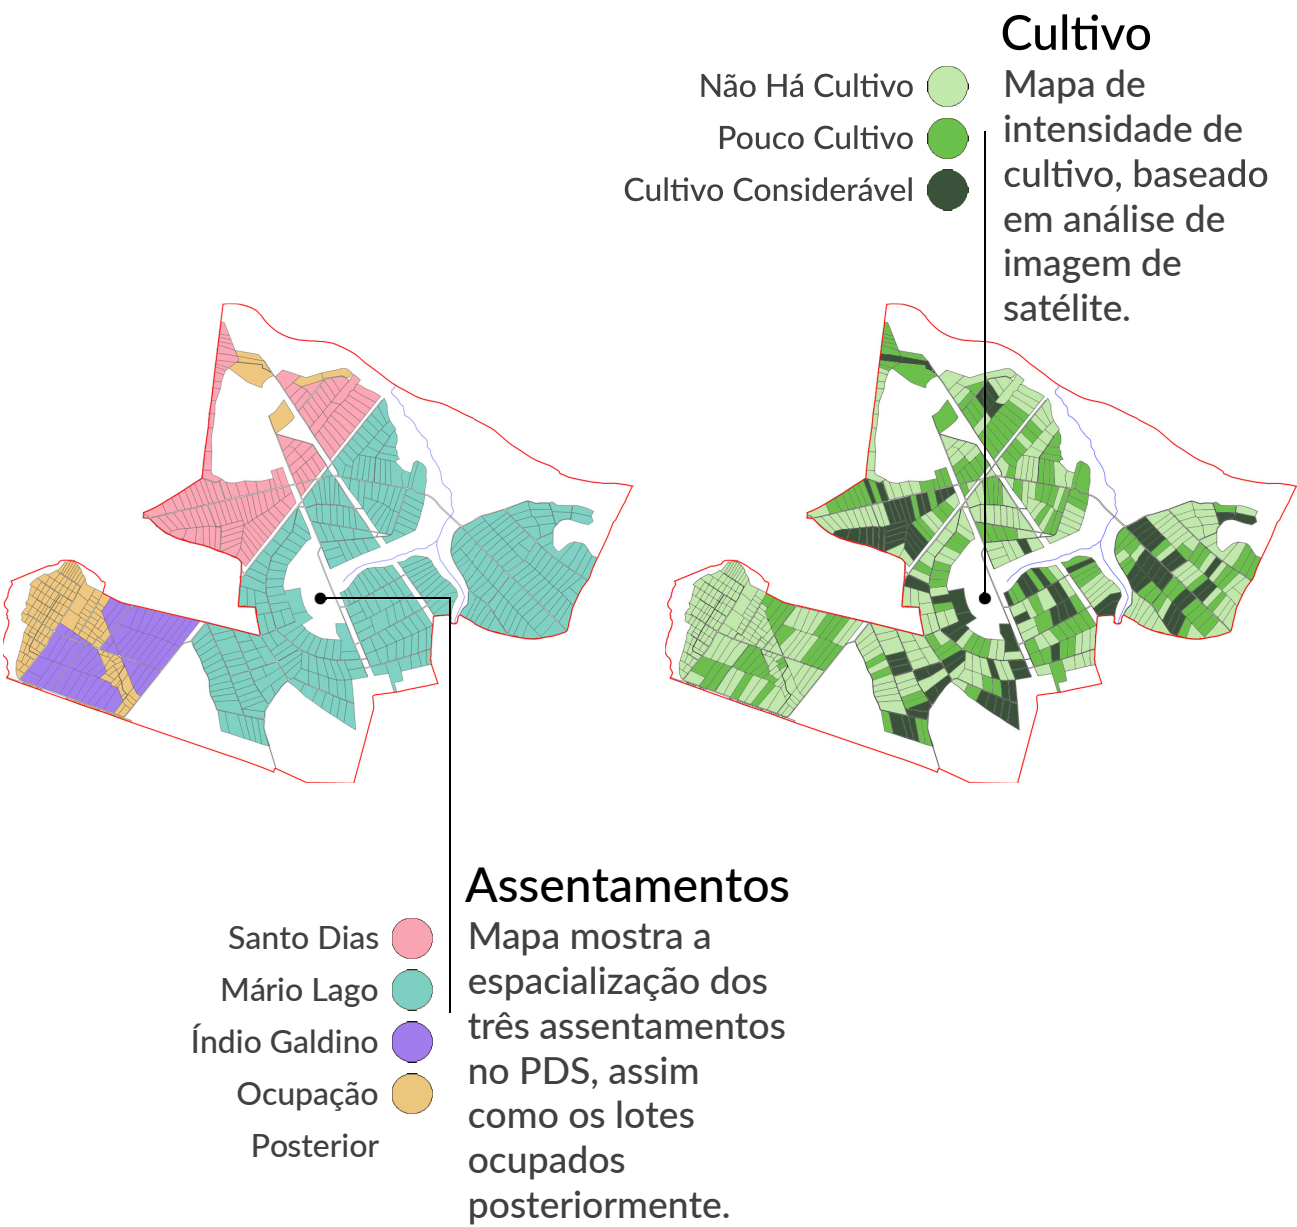 Cultivo
Não Há Cultivo
Pouco Cultivo
Cultivo Considerável
Mapa de
intensidade de
cultivo, baseado
em análise de
imagem de
satélite.
Assentamentos
Santo Dias
Mário Lago
Índio Galdino
Ocupação
Posterior
Mapa mostra a
espacialização dos
três assentamentos
no PDS, assim
como os lotes
ocupados
posteriormente.